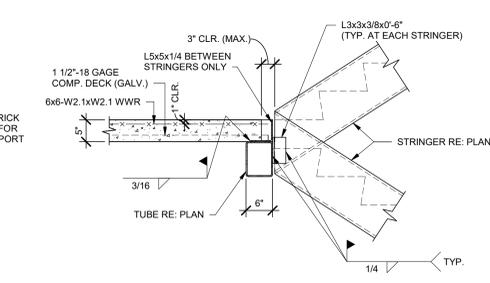 L3x3x3/8x0'-6"
(TYP. AT EACH STRINGER)
3" CLR. (MAX.)
L5x5x1/4 BETWEEN
STRINGERS ONLY
1 1/2"-18 GAGE
COMP. DECK (GALV.)
1" CLR.
6x6-W2.1xW2.1 WWR
RICK
FOR
PORT
5"
STRINGER RE: PLAN
3/16
6"
TUBE RE: PLAN
TYP.
1/4